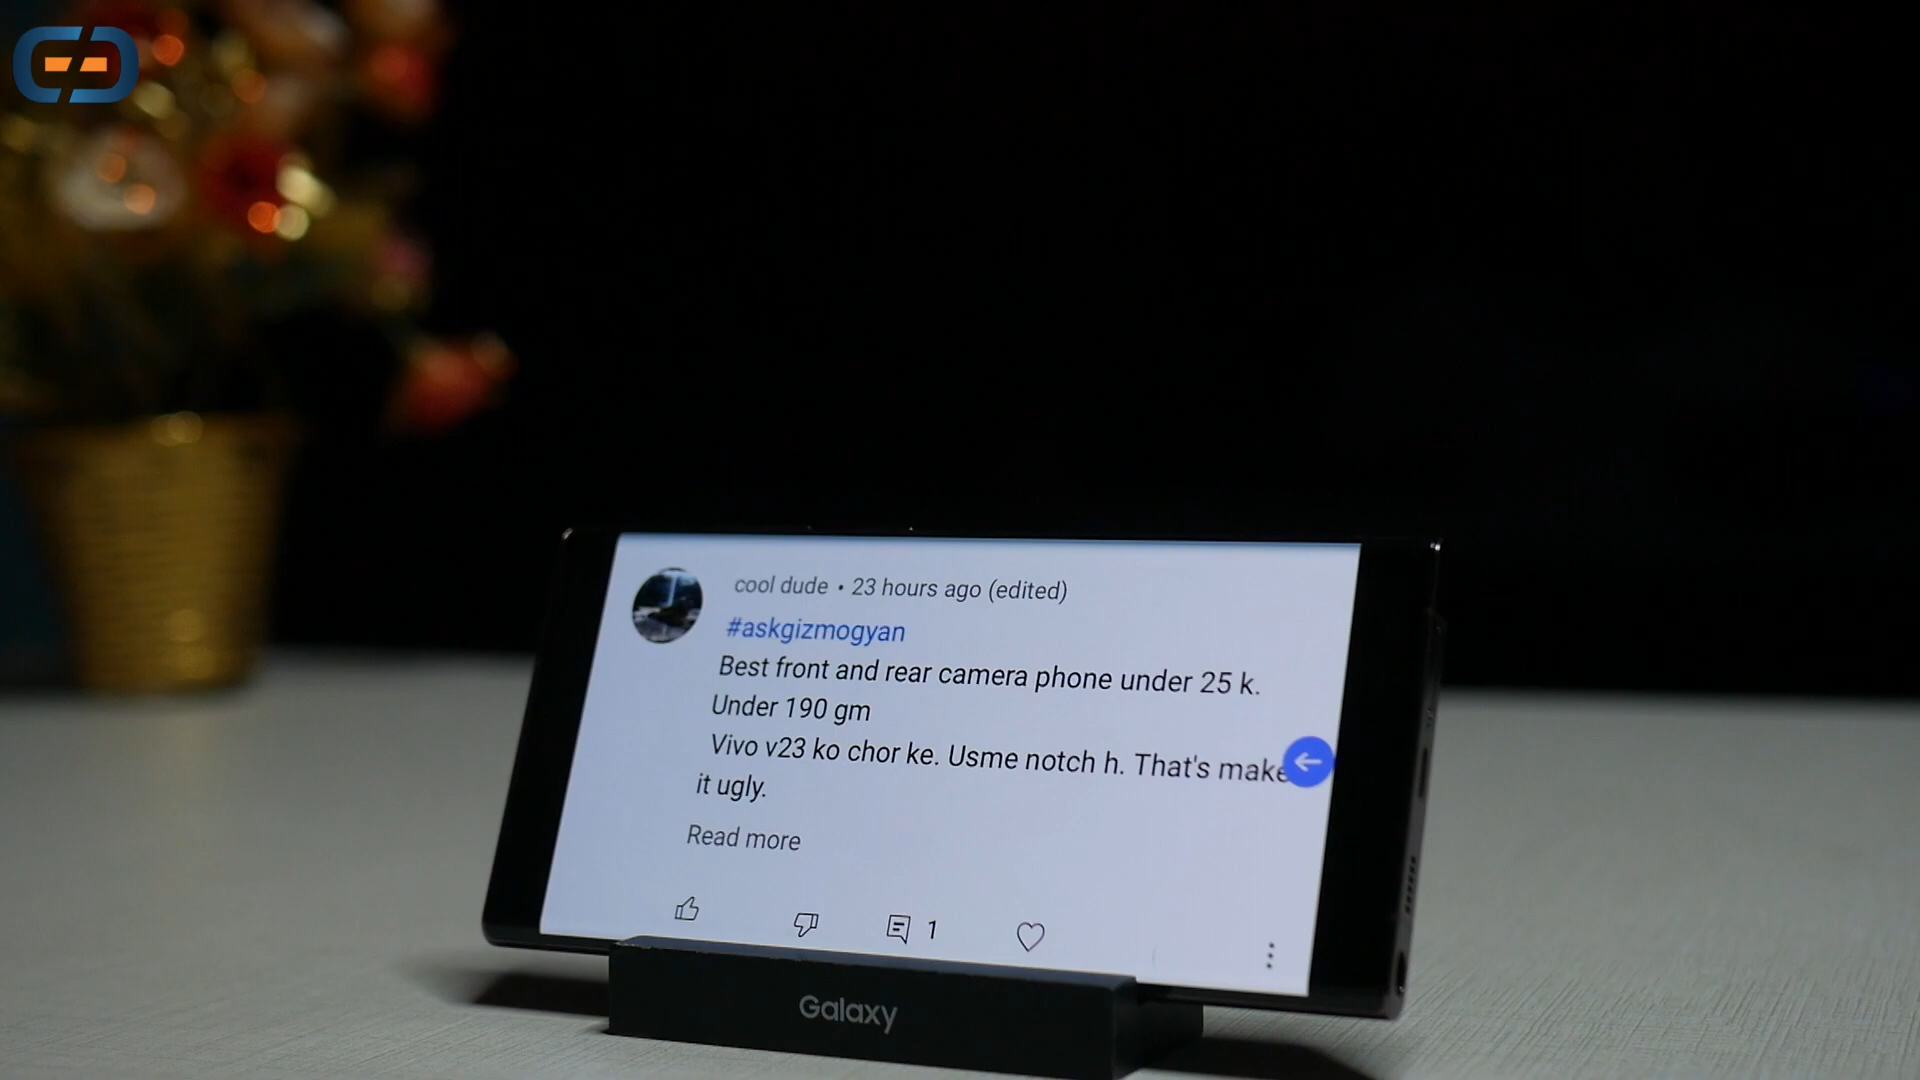 cool dude • 23 hours ago (edited)
#askgizmogyan
Best front and rear camera phone under 25 k.
Under 190 gm
Vivo v23 ko chor ke. Usme notch h. That's make
it ugly.
Read more
1
Galaxy